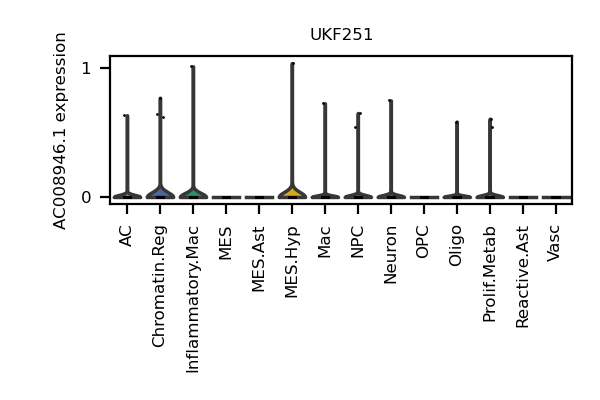 UKF251
AC008946.1 expression
1
0
AC
Chromatin.Reg
Inflammatory.Mac
MES
MES.Ast
MES.Hyp
Mac
NPC
Neuron
OPC
Oligo
Prolif.Metab
Reactive.Ast
Vasc